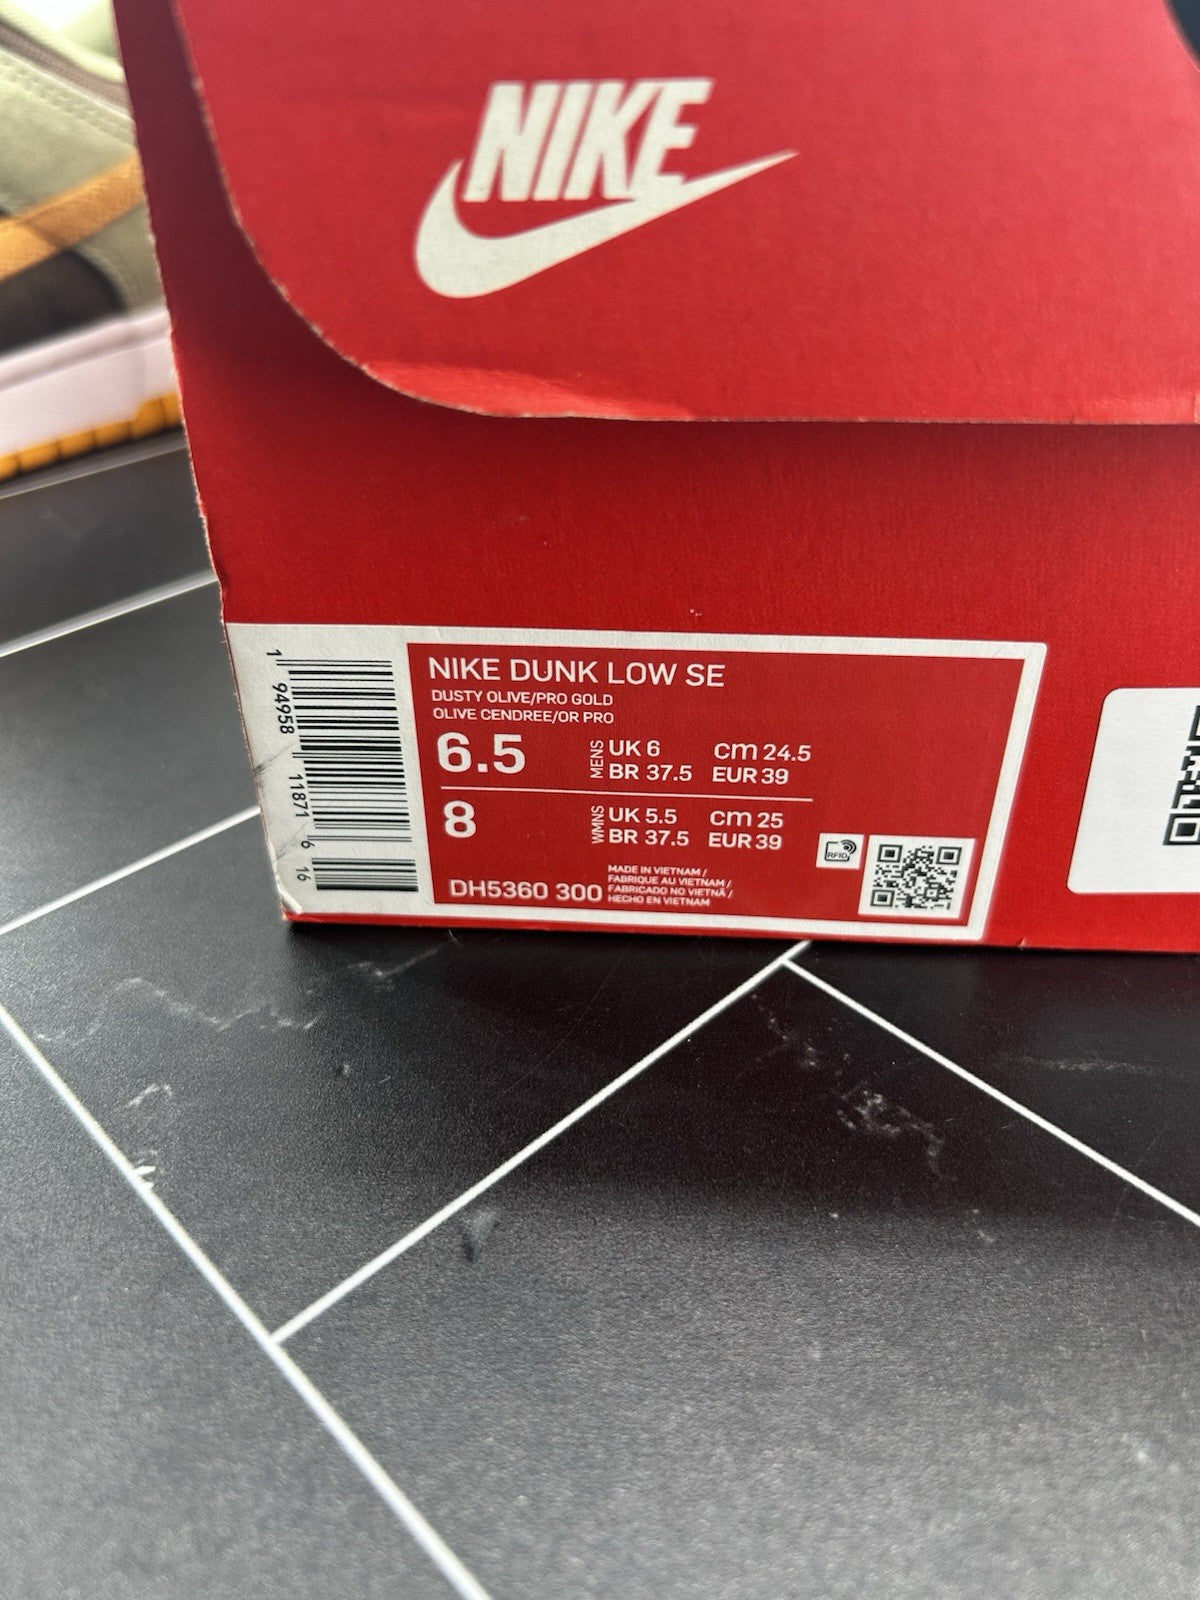 NIKE
NIKE DUNK LOW SE
DUSTY OLIVE/PRO GOLD
OLIVE CENDREE/OR PRO
6.5
MENS
UK 6 cm 24.5
BR 37.5 EUR 39
8
WMNS
UK 5.5 cm 25
BR 37.5 EUR 39
DH5360 300
MADE IN VIETNAM /
FABRIQUE AU VIETNAM /
FABRICADO NO VIETNÃ /
HECHO EN VIETNAM
RFID
1 94958 11871 6 16